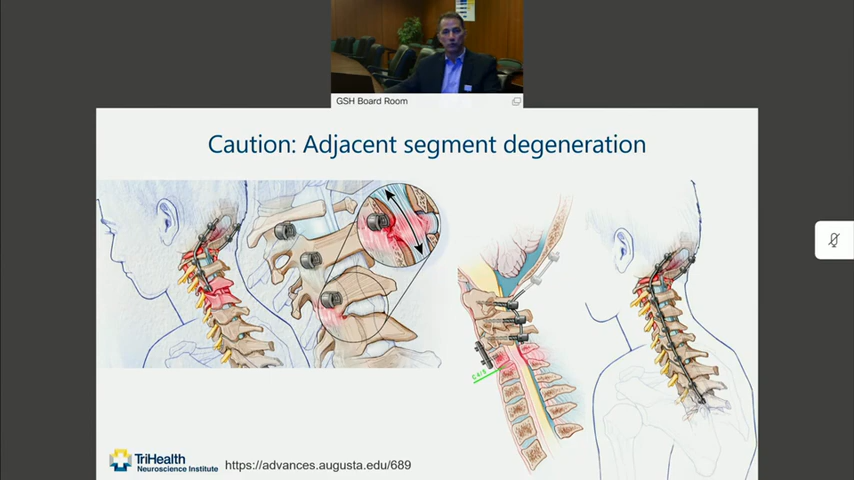 GSH Board Room
Caution: Adjacent segment degeneration
TriHealth
Neuroscience Institute
https://advances.augusta.edu/689